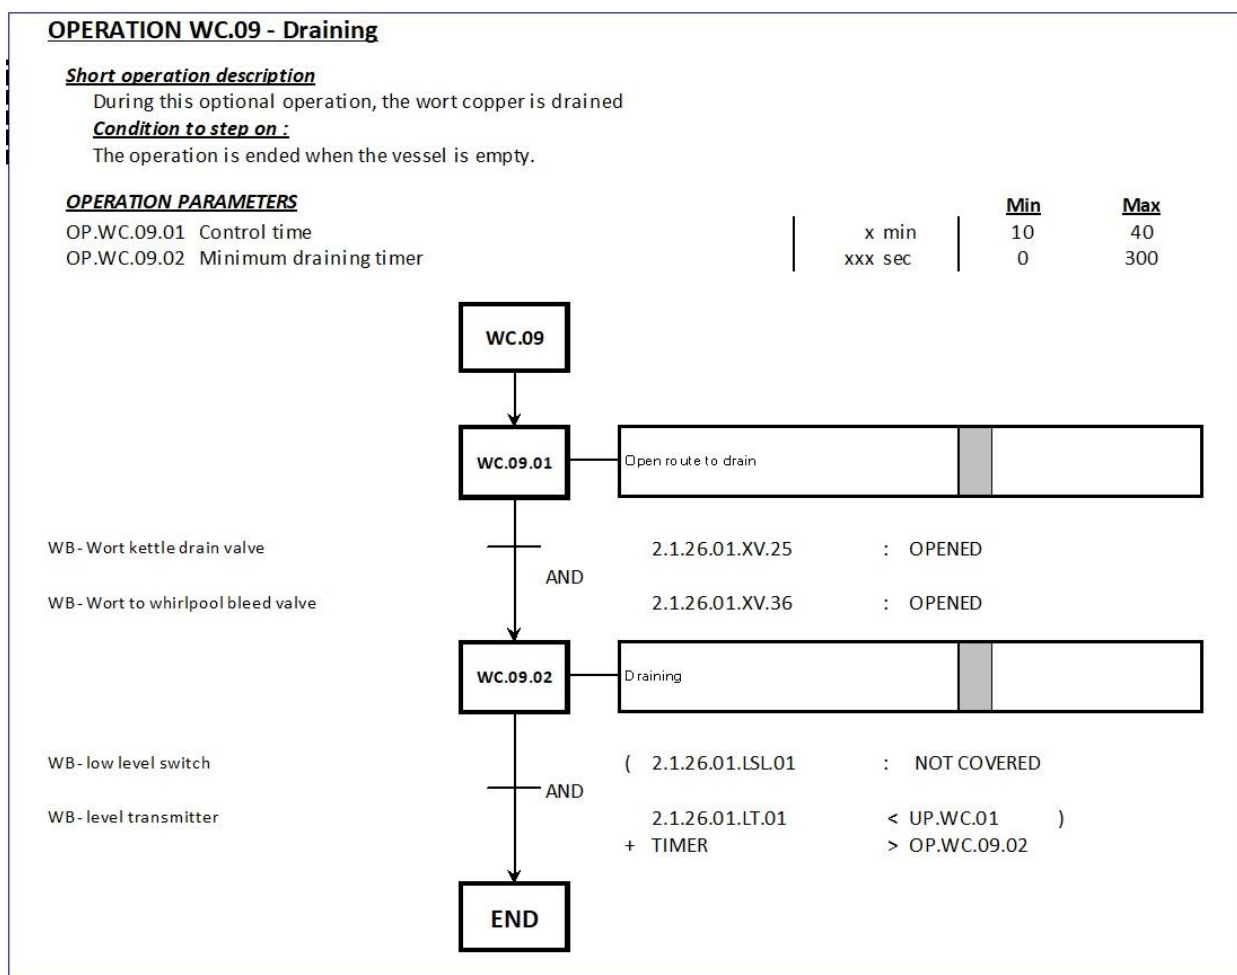 OPERATION WC.09 - Draining
Short operation description
During this optional operation, the wort copper is drained
Condition to step on :
The operation is ended when the vessel is empty.
OPERATION PARAMETERS Min Max
OP.WC.09.01 Control time x min 10 40
OP.WC.09.02 Minimum draining timer xxx sec 0 300
WC.09
WC.09.01 Open route to drain
WB- Wort kettle drain valve 2.1.26.01.XV.25 : OPENED
AND
WB- Wort to whirlpool bleed valve 2.1.26.01.XV.36 : OPENED
WC.09.02 Draining
WB- low level switch ( 2.1.26.01.LSL.01 : NOT COVERED
AND
WB- level transmitter 2.1.26.01.LT.01 < UP.WC.01 )
+ TIMER > OP.WC.09.02
END